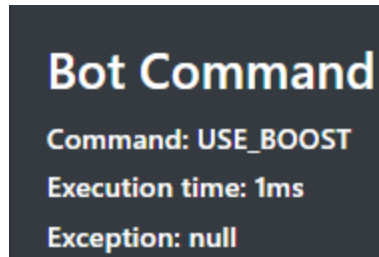 Bot Command
Command: USE_BOOST
Execution time: 1ms
Exception: null